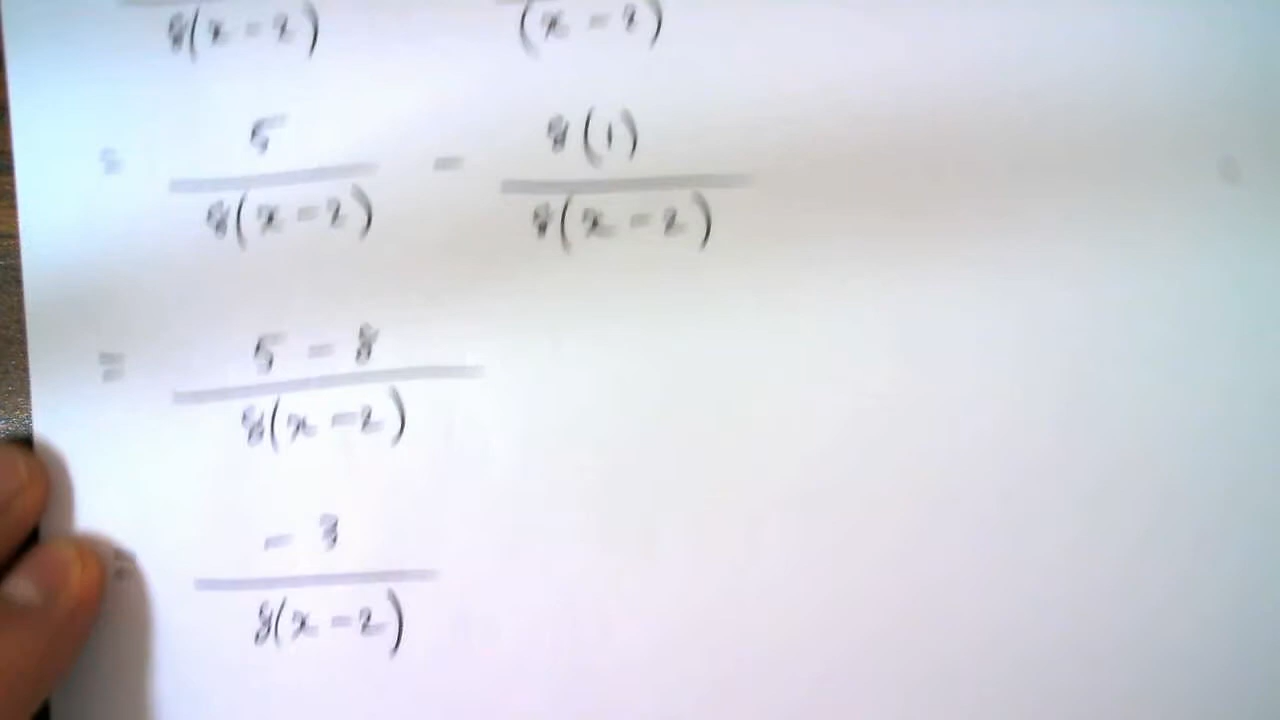 8(x-2) (x-2)
= 5 - 8(1)
8(x-2) 8(x-2)
= 5-8
8(x-2)
= -3
8(x-2)